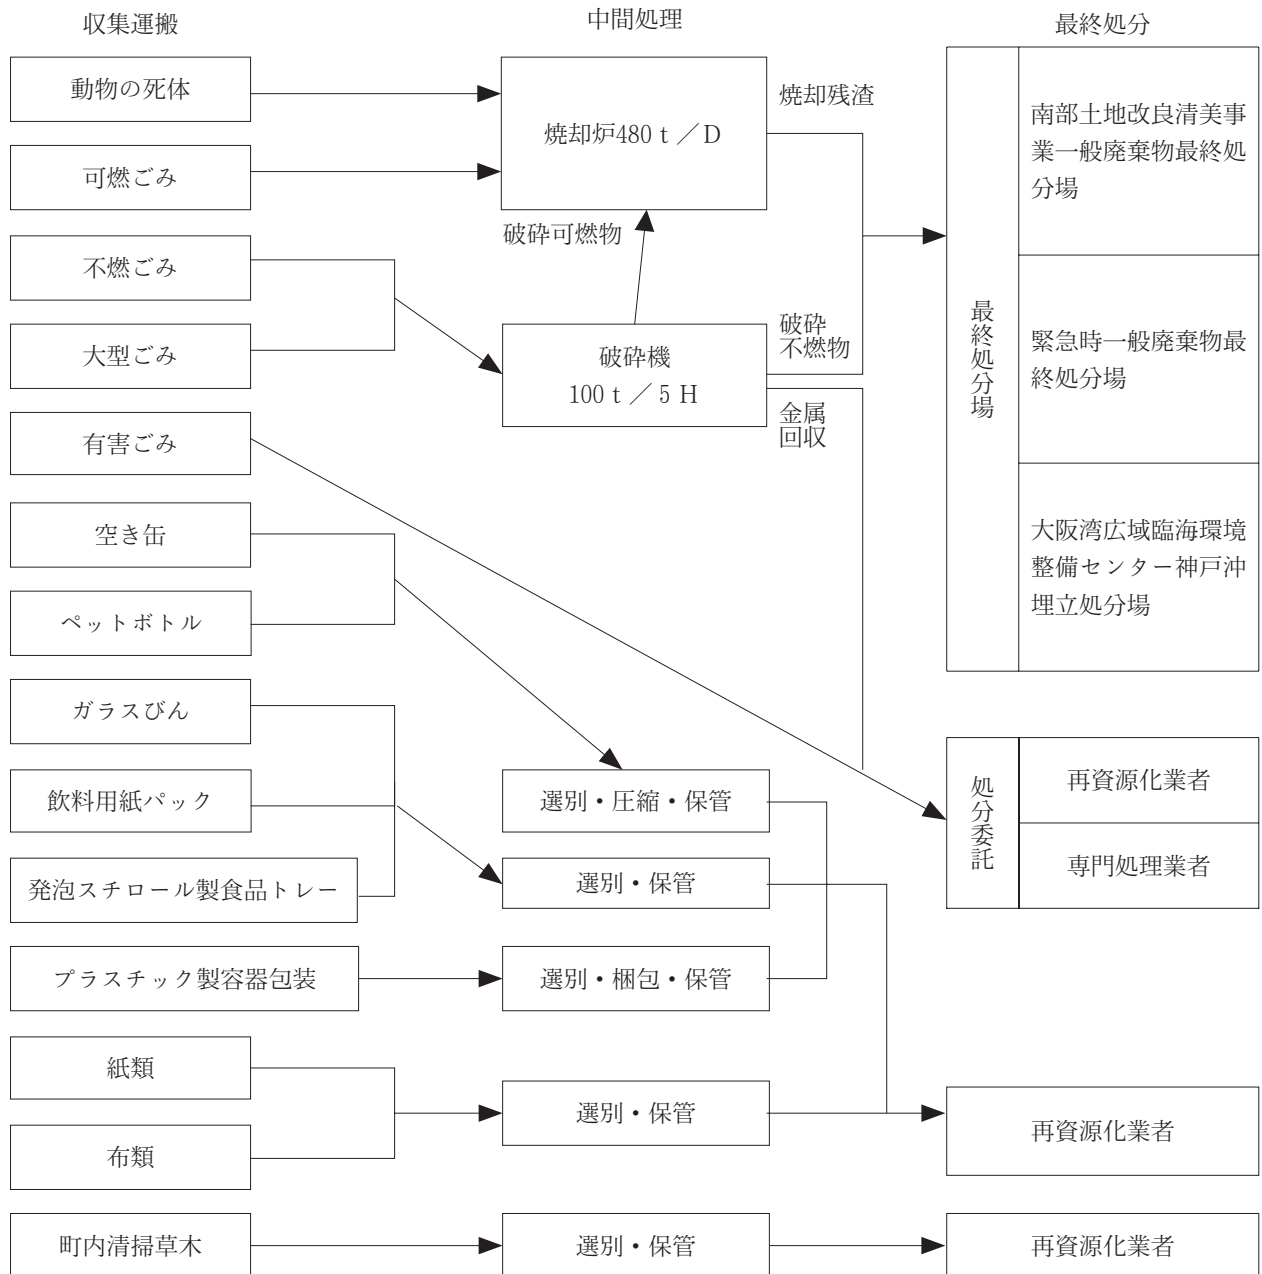 収集運搬
中間処理
最終処分
動物の死体
可燃ごみ
不燃ごみ
大型ごみ
有害ごみ
空き缶
ペットボトル
ガラスびん
飲料用紙パック
発泡スチロール製食品トレー
プラスチック製容器包装
紙類
布類
町内清掃草木
焼却炉480ｔ／D
破砕可燃物
破砕機
100ｔ／５H
焼却残渣
破砕
不燃物
金属
回収
選別・圧縮・保管
選別・保管
選別・梱包・保管
選別・保管
選別・保管
最終処分場
南部土地改良清美事
業一般廃棄物最終処
分場
緊急時一般廃棄物最
終処分場
大阪湾広域臨海環境
整備センター神戸沖
埋立処分場
処分委託
再資源化業者
専門処理業者
再資源化業者
再資源化業者